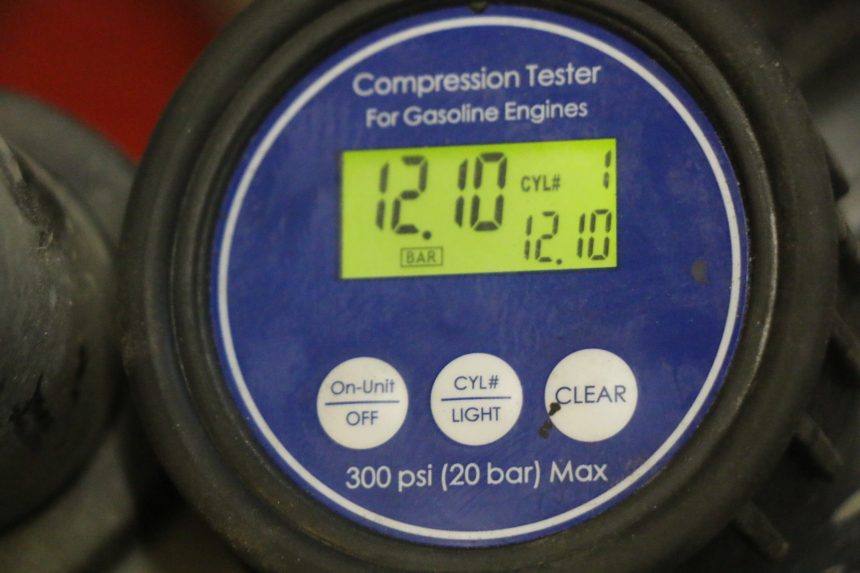 Compression Tester
For Gasoline Engines
12.10 CYL# 1
BAR 12.10
On-Unit CYL# CLEAR
OFF LIGHT
300 psi (20 bar) Max